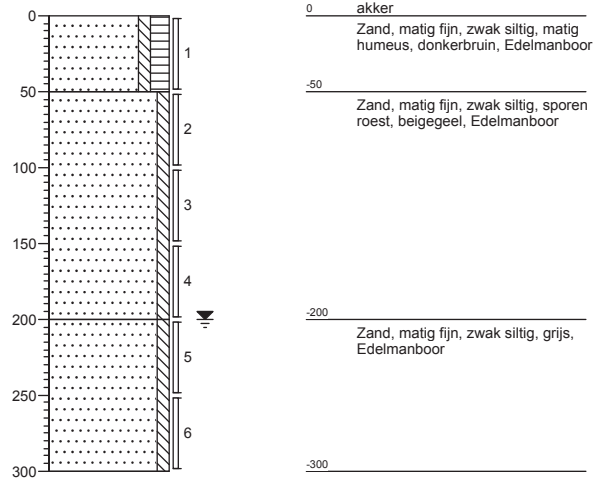 0
50
100
150
200
250
300
1
2
3
4
5
6
0 akker
Zand, matig fijn, zwak siltig, matig
humeus, donkerbruin, Edelmanboor
-50
Zand, matig fijn, zwak siltig, sporen
roest, beigegeel, Edelmanboor
-200
Zand, matig fijn, zwak siltig, grijs,
Edelmanboor
-300